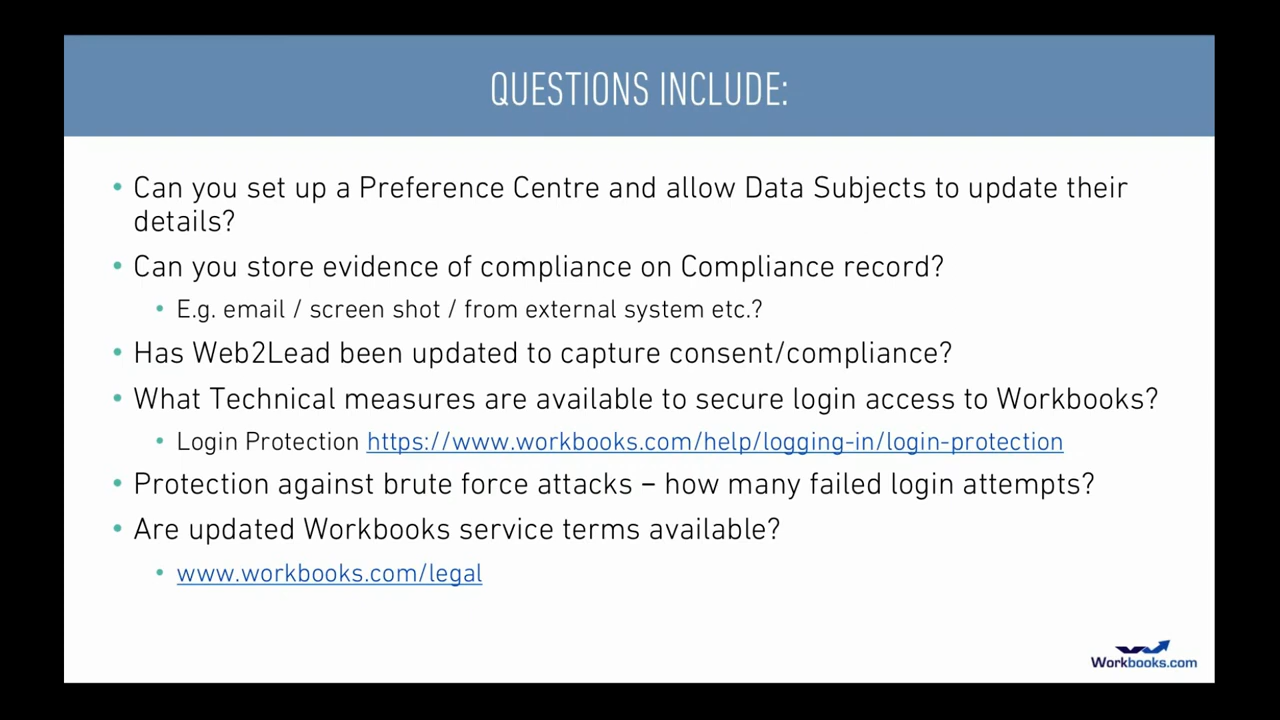 QUESTIONS INCLUDE:
• Can you set up a Preference Centre and allow Data Subjects to update their
details?
• Can you store evidence of compliance on Compliance record?
• E.g. email / screen shot / from external system etc.?
• Has Web2Lead been updated to capture consent/compliance?
• What Technical measures are available to secure login access to Workbooks?
• Login Protection https://www.workbooks.com/help/logging-in/login-protection
• Protection against brute force attacks – how many failed login attempts?
• Are updated Workbooks service terms available?
• www.workbooks.com/legal
Workbooks.com